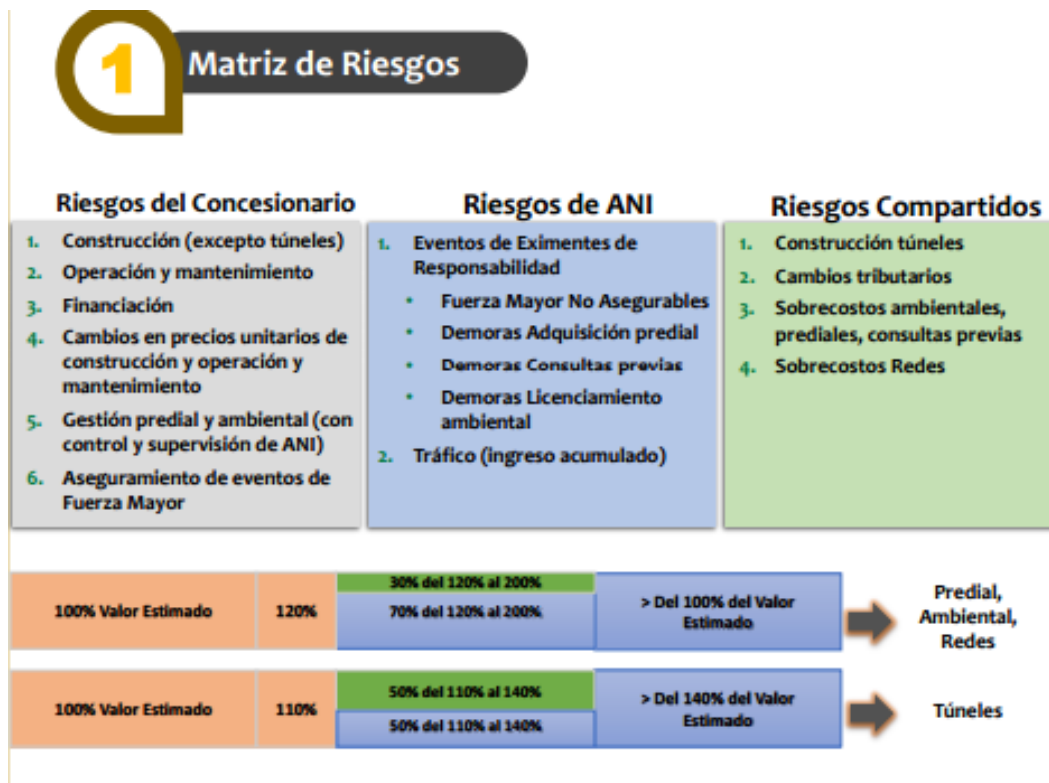 1
Matriz de Riesgos
Riesgos del Concesionario
1. Construcción (excepto túneles)
2. Operación y mantenimiento
3. Financiación
4. Cambios en precios unitarios de
construcción y operación y
mantenimiento
5. Gestión predial y ambiental (con
control y supervisión de ANI)
6. Aseguramiento de eventos de
Fuerza Mayor
Riesgos de ANI
1. Eventos de Eximentes de
Responsabilidad
• Fuerza Mayor No Asegurables
• Demoras Adquisición predial
• Demoras Consultas previas
• Demoras Licenciamiento
ambiental
2. Tráfico (ingreso acumulado)
Riesgos Compartidos
1. Construcción túneles
2. Cambios tributarios
3. Sobrecostos ambientales,
prediales, consultas previas
4. Sobrecostos Redes
100% Valor Estimado
120%
30% del 120% al 200%
70% del 120% al 200%
> Del 100% del Valor
Estimado
Predial,
Ambiental,
Redes
100% Valor Estimado
110%
50% del 110% al 140%
50% del 110% al 140%
> Del 140% del Valor
Estimado
Túneles